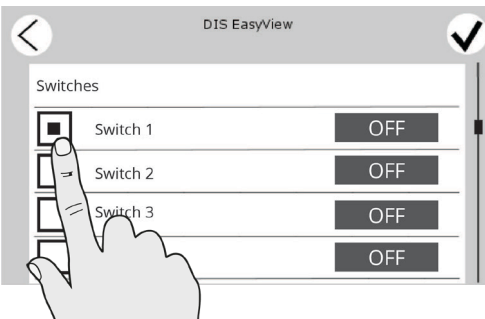 DIS EasyView
Switches
Switch 1 OFF
Switch 2 OFF
Switch 3 OFF
OFF